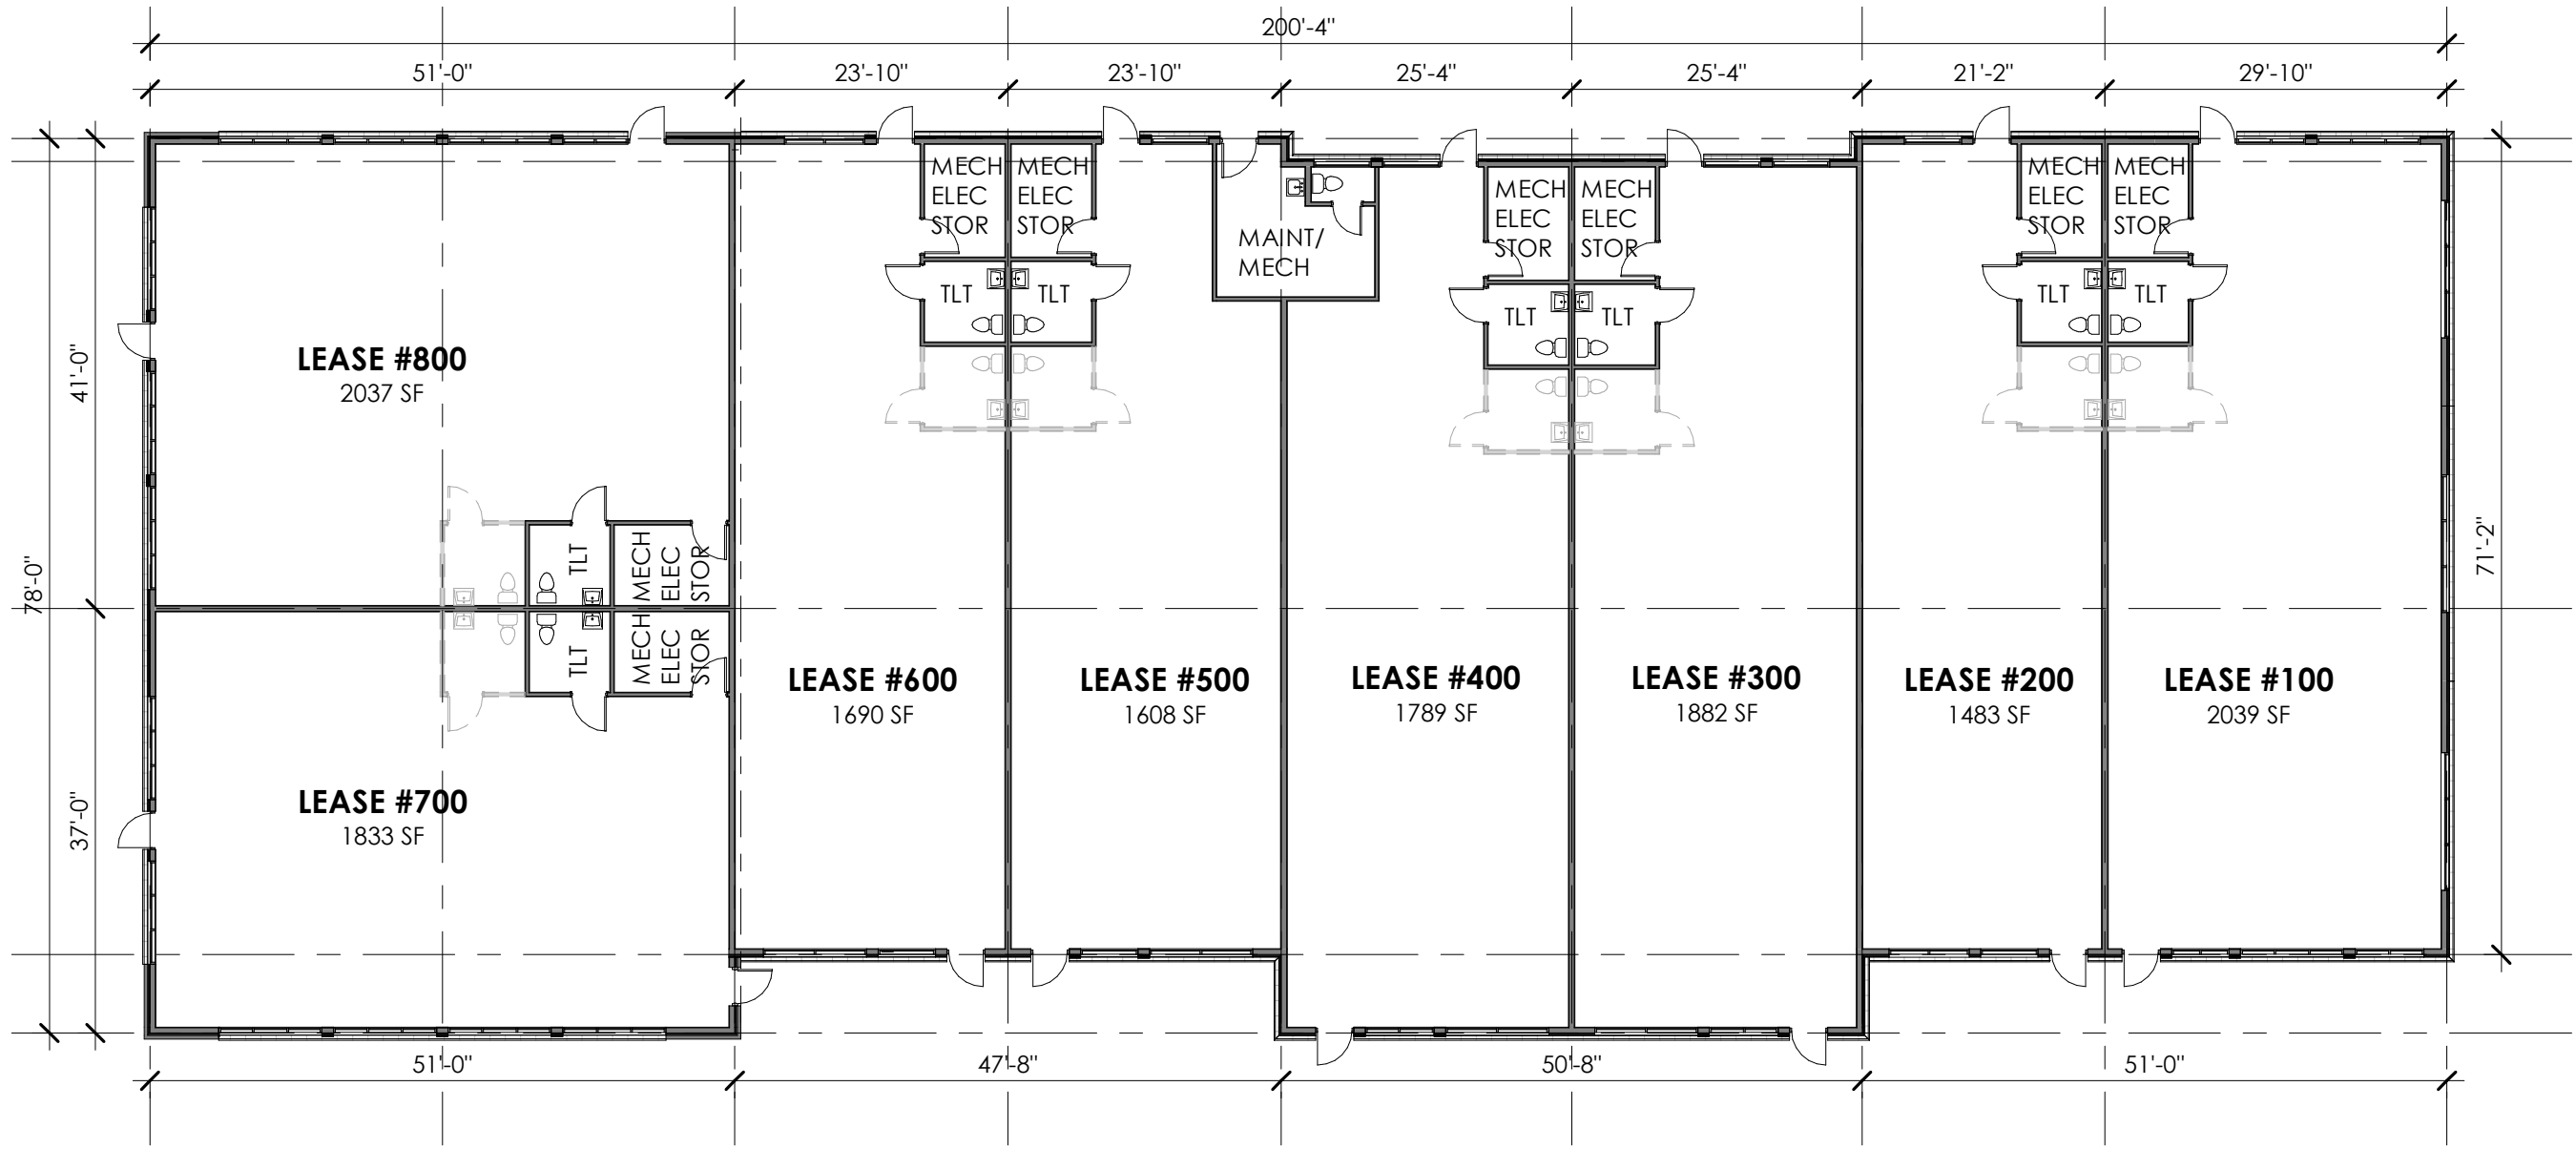 200'-4"
51'-0"
23'-10"
23'-10"
25'-4"
25'-4"
21'-2"
29'-10"
MECH
ELEC
STOR
MECH
ELEC
STOR
MECH
ELEC
STOR
MECH
ELEC
STOR
MECH
ELEC
STOR
MECH
ELEC
STOR
MAINT/
MECH
TLT
TLT
TLT
TLT
TLT
TLT
LEASE #800
2037 SF
41'-0"
78'-0"
71'-2"
TLT
MECH
ELEC
STOR
TLT
MECH
ELEC
STOR
LEASE #600
1690 SF
LEASE #500
1608 SF
LEASE #400
1789 SF
LEASE #300
1882 SF
LEASE #200
1483 SF
LEASE #100
2039 SF
LEASE #700
1833 SF
37'-0"
51'-0"
47'-8"
50'-8"
51'-0"